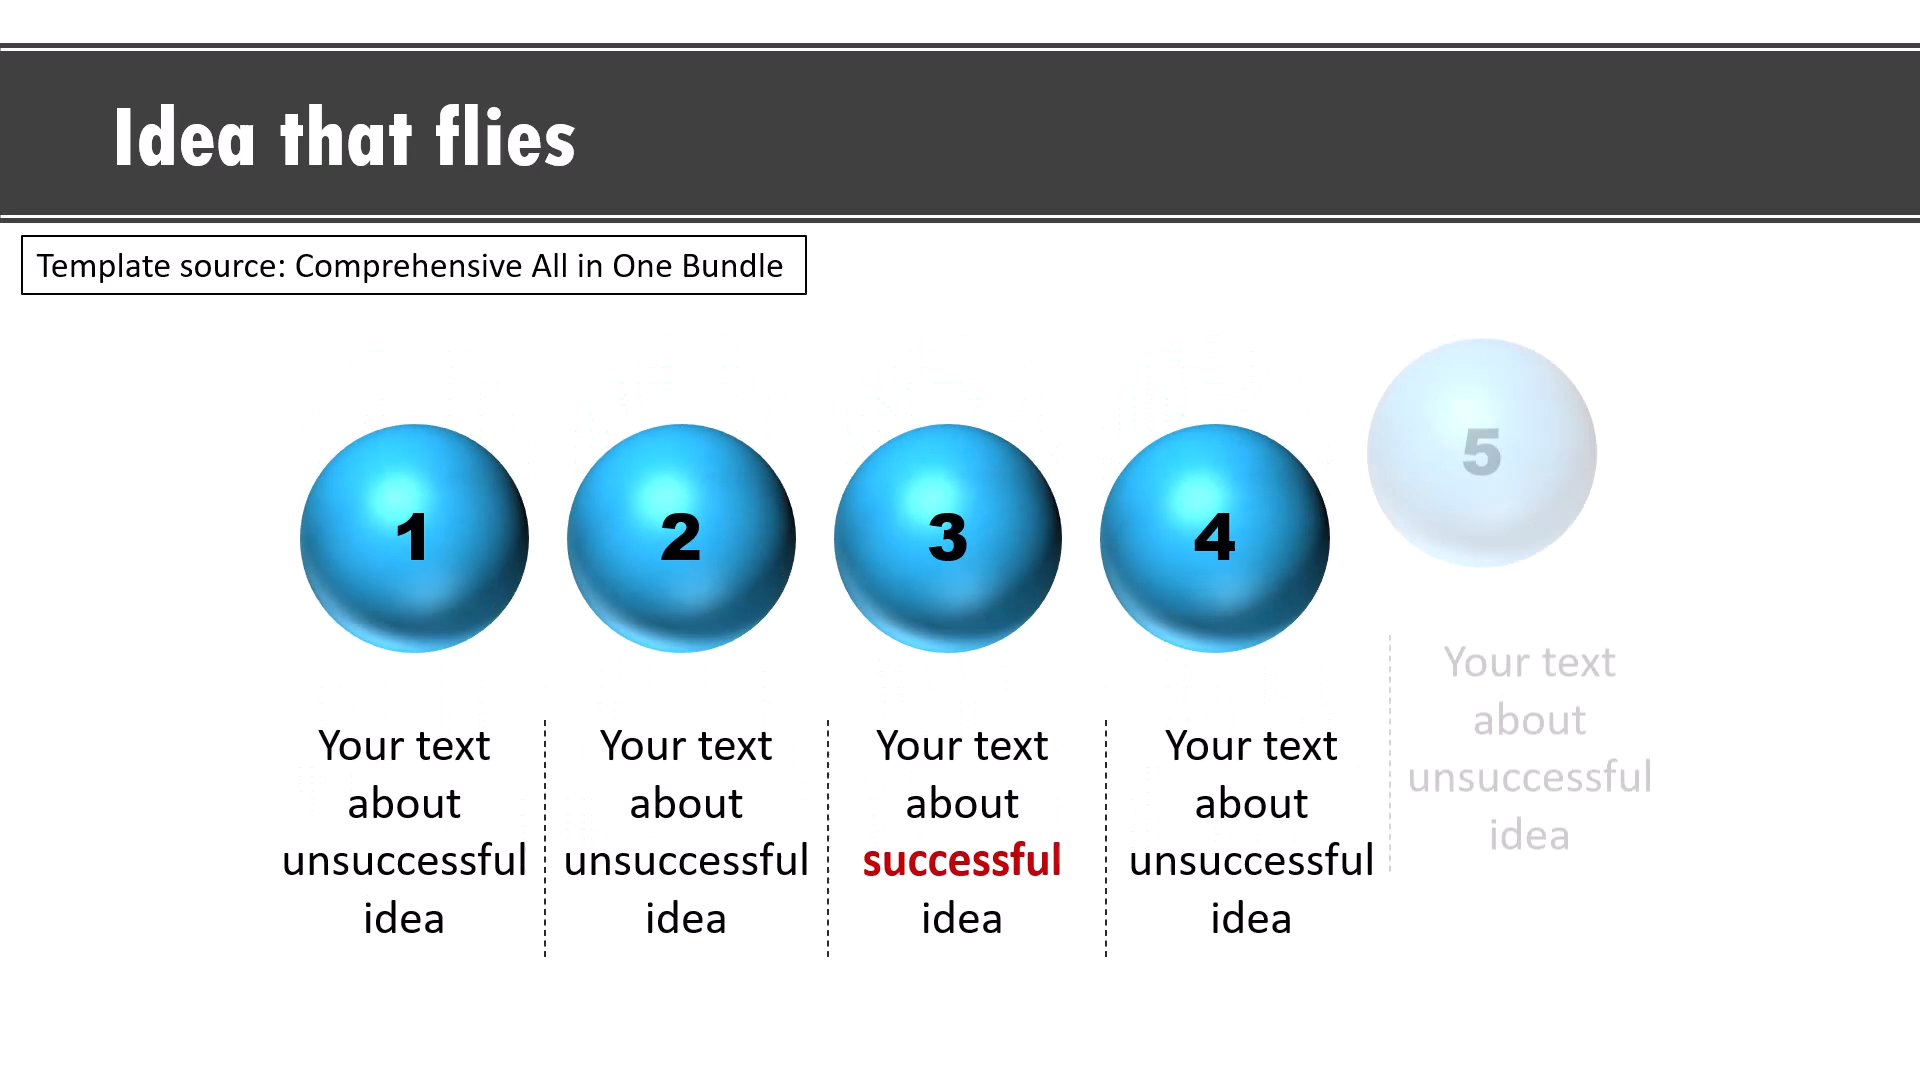 Idea that flies
Template source: Comprehensive All in One Bundle
1
2
3
4
5
Your text
about
unsuccessful
idea
Your text
about
unsuccessful
idea
Your text
about
successful
idea
Your text
about
unsuccessful
idea
Your text
about
unsuccessful
idea